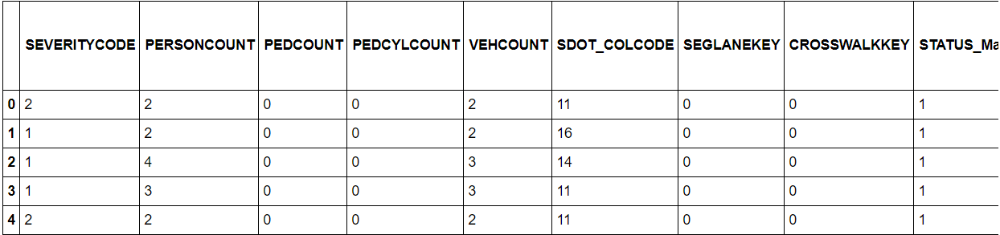 SEVERITYCODE PERSONCOUNT PEDCOUNT PEDCYLCOUNT VEHCOUNT SDOT_COLCODE SEGLANEKEY CROSSWALKKEY STATUS_Ma
0 2 2 0 0 2 11 0 0 1
1 1 2 0 0 2 16 0 0 1
2 1 4 0 0 3 14 0 0 1
3 1 3 0 0 3 11 0 0 1
4 2 2 0 0 2 11 0 0 1